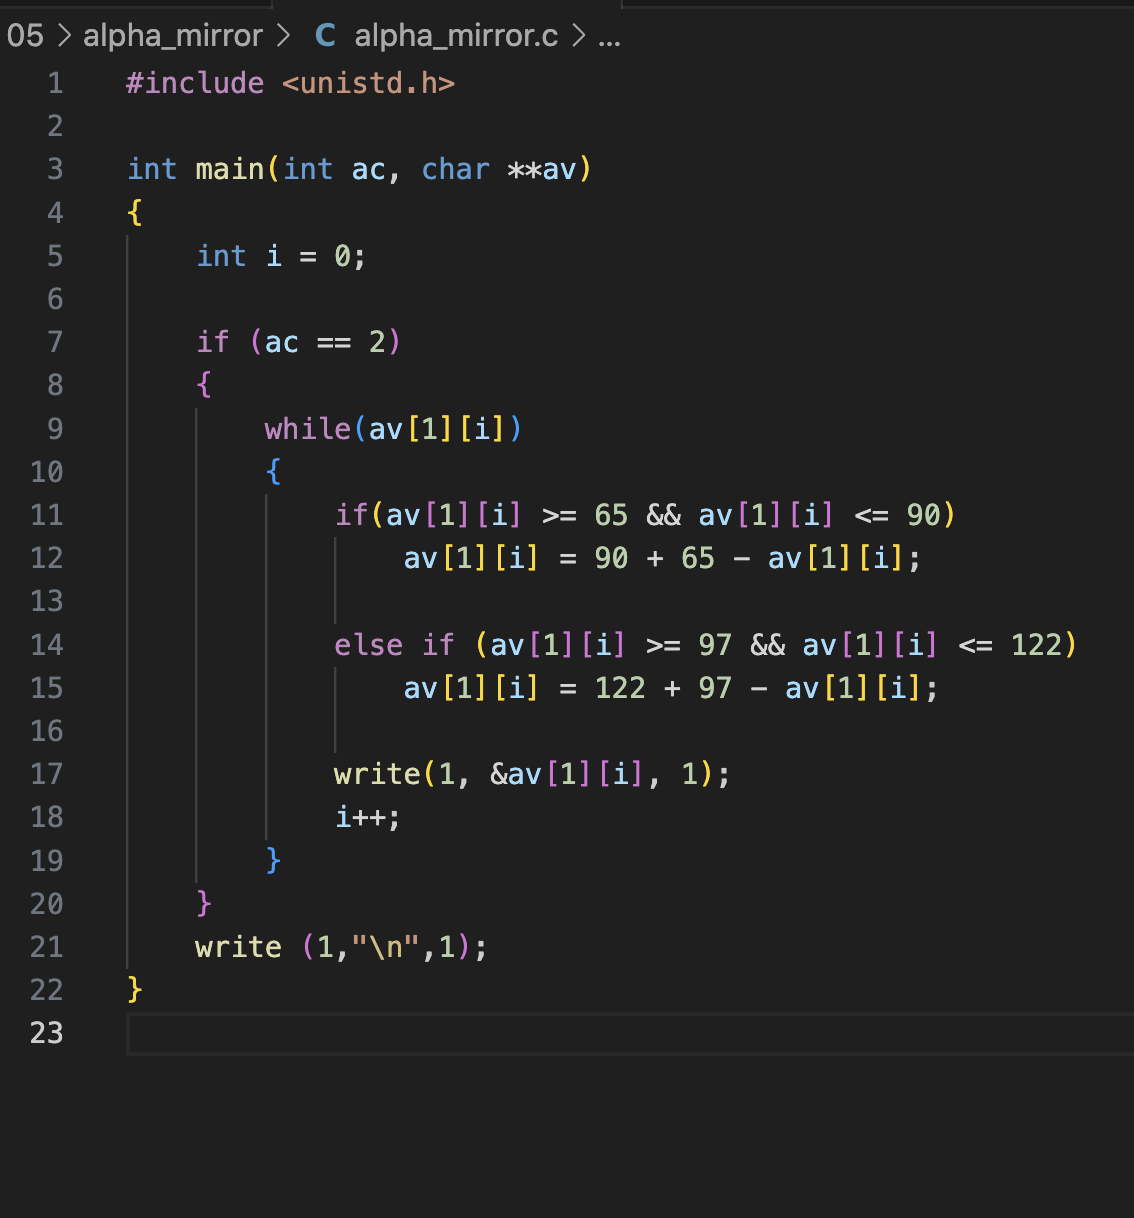 05 > alpha_mirror > C alpha_mirror.c > ...
1 #include <unistd.h>
2
3 int main(int ac, char **av)
4 {
5     int i = 0;
6
7     if (ac == 2)
8     {
9         while(av[1][i])
10         {
11             if(av[1][i] >= 65 && av[1][i] <= 90)
12                 av[1][i] = 90 + 65 - av[1][i];
13
14             else if (av[1][i] >= 97 && av[1][i] <= 122)
15                 av[1][i] = 122 + 97 - av[1][i];
16
17             write(1, &av[1][i], 1);
18             i++;
19         }
20     }
21     write (1,"\n",1);
22 }
23